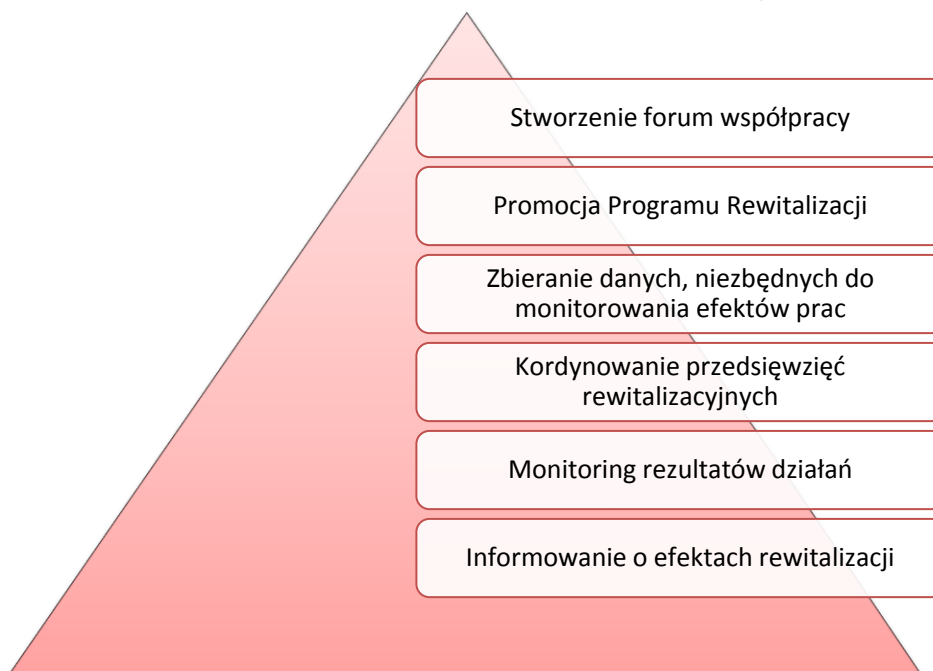 Stworzenie forum współpracy
Promocja Programu Rewitalizacji
Zbieranie danych, niezbędnych do
monitorowania efektów prac
Kordynowanie przedsięwzięć
rewitalizacyjnych
Monitoring rezultatów działań
Informowanie o efektach rewitalizacji